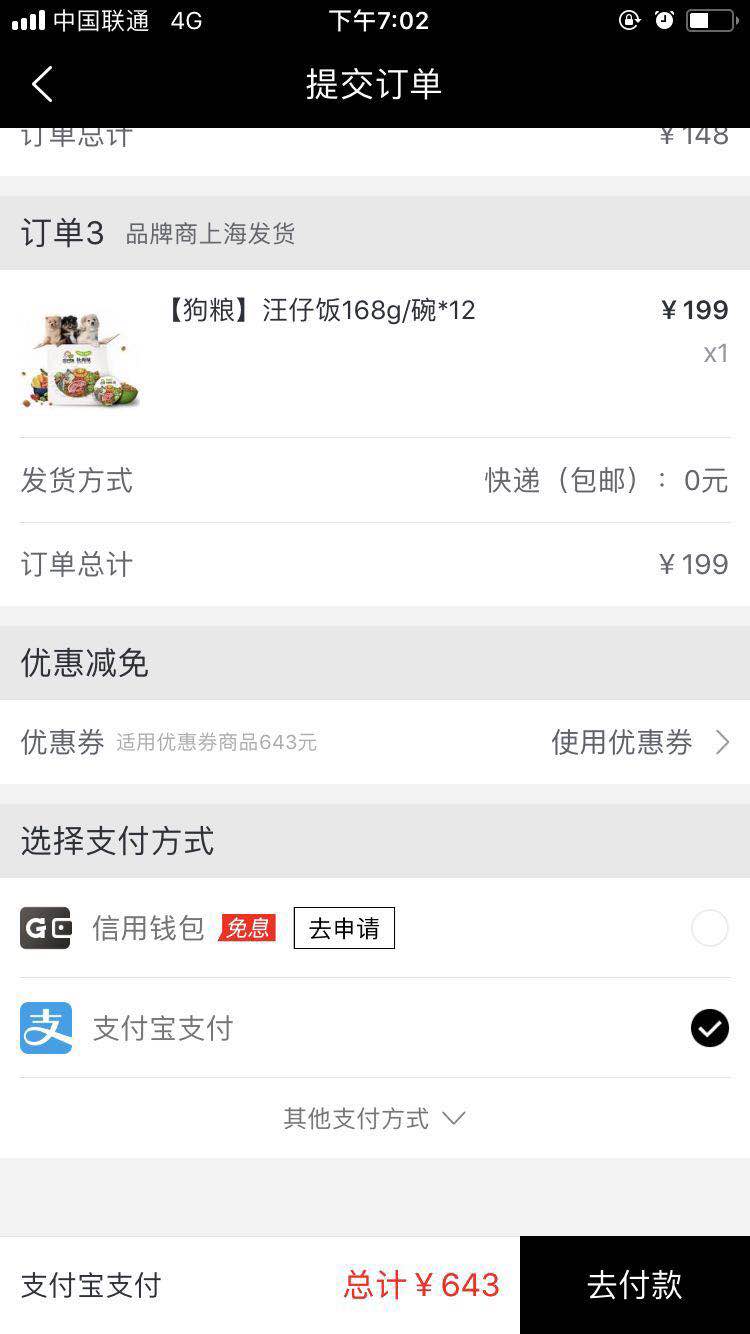 中国联通 4G 下午7:02
提交订单
订单总计 ¥148
订单3 品牌商上海发货
【狗粮】汪仔饭168g/碗*12 ¥199
x1
发货方式 快递（包邮）：0元
订单总计 ¥199
优惠减免
优惠券 适用优惠券商品643元 使用优惠券
选择支付方式
信用钱包 免息 去申请
支 支付宝支付
其他支付方式
支付宝支付 总计¥643 去付款